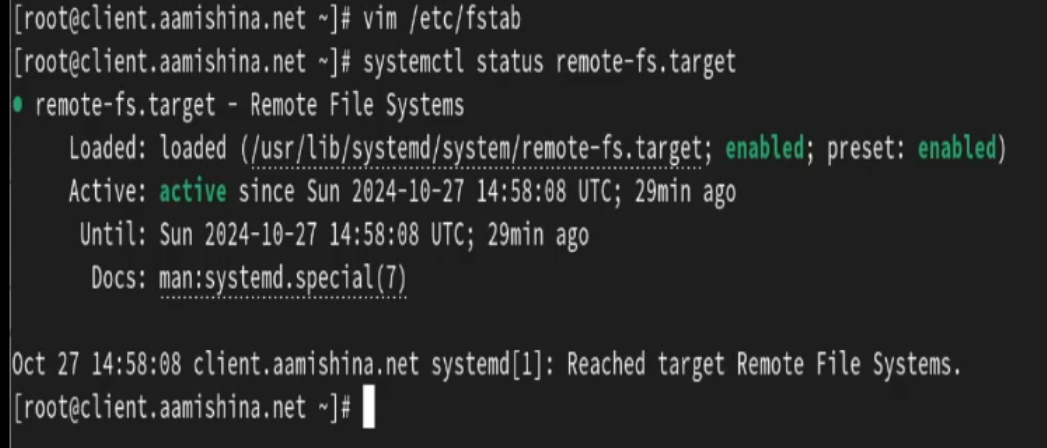 [root@client.aamishina.net ~]# vim /etc/fstab
[root@client.aamishina.net ~]# systemctl status remote-fs.target
● remote-fs.target - Remote File Systems
     Loaded: loaded (/usr/lib/systemd/system/remote-fs.target; enabled; preset: enabled)
     Active: active since Sun 2024-10-27 14:58:08 UTC; 29min ago
      Until: Sun 2024-10-27 14:58:08 UTC; 29min ago
       Docs: man:systemd.special(7)

Oct 27 14:58:08 client.aamishina.net systemd[1]: Reached target Remote File Systems.
[root@client.aamishina.net ~]#